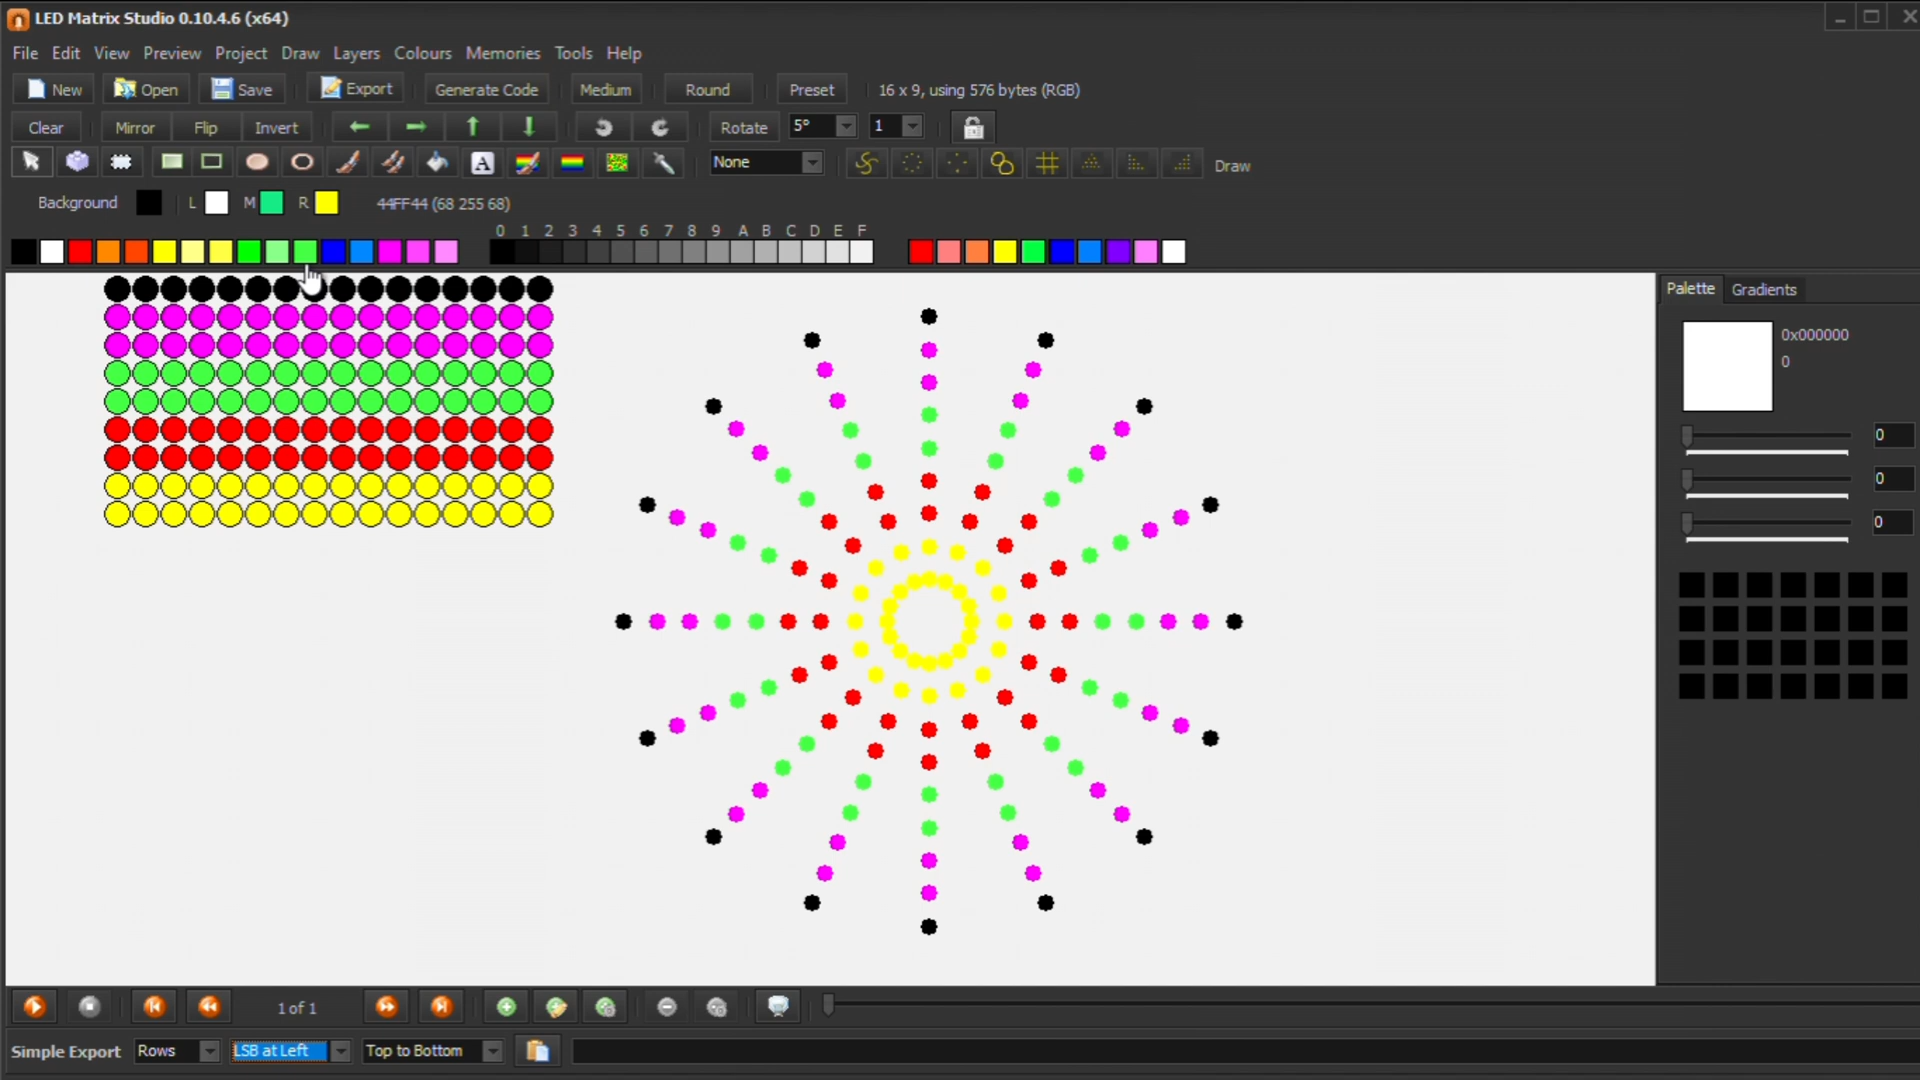 LED Matrix Studio 0.10.4.6 (x64)
File Edit View Preview Project Draw Layers Colours Memories Tools Help
New Open Save Export Generate Code Medium Round Preset 16 x 9, using 576 bytes (RGB)
Clear Mirror Flip Invert Rotate 5° 1
A None Draw
Background L M R 44FF44 (68 255 68)
0 1 2 3 4 5 6 7 8 9 A B C D E F
Palette Gradients
0x000000
0
0
0
0
1 of 1
Simple Export Rows LSB at Left Top to Bottom